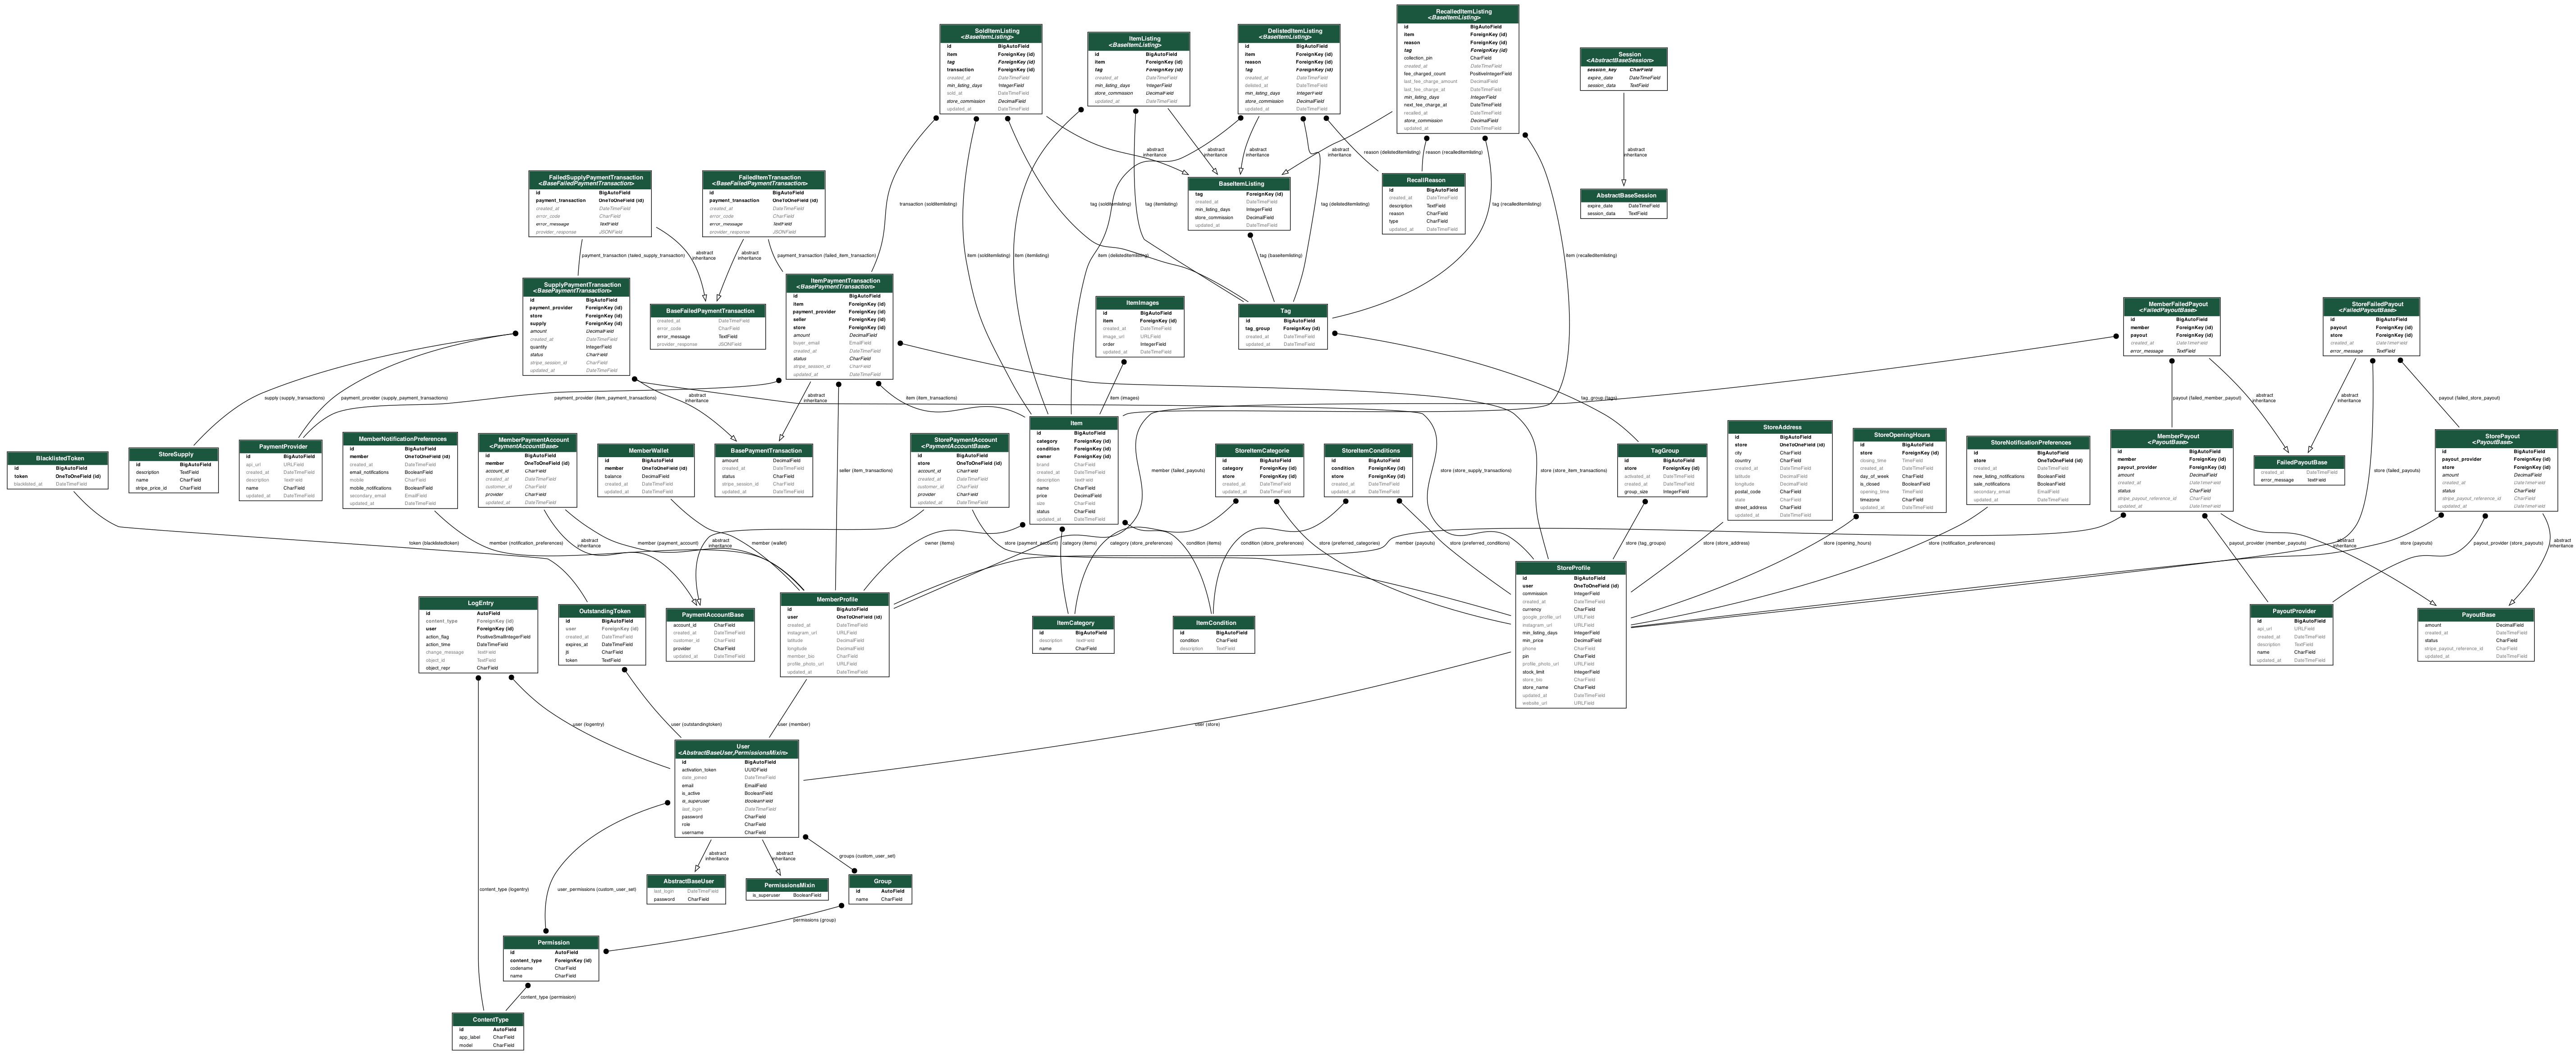 RecalledItemListing
<BaseItemListing>
id BigAutoField
item ForeignKey (id)
reason ForeignKey (id)
tag ForeignKey (id)
collection_pin CharField
created_at DateTimeField
fee_charged_count PositiveIntegerField
last_fee_charge_amount DecimalField
last_fee_charge_at DateTimeField
min_listing_days IntegerField
next_fee_charge_at DateTimeField
recalled_at DateTimeField
store_commission DecimalField
updated_at DateTimeField
SoldItemListing
<BaseItemListing>
id BigAutoField
item ForeignKey (id)
tag ForeignKey (id)
transaction ForeignKey (id)
created_at DateTimeField
min_listing_days IntegerField
sold_at DateTimeField
store_commission DecimalField
updated_at DateTimeField
ItemListing
<BaseItemListing>
id BigAutoField
item ForeignKey (id)
tag ForeignKey (id)
created_at DateTimeField
min_listing_days IntegerField
store_commission DecimalField
updated_at DateTimeField
DelistedItemListing
<BaseItemListing>
id BigAutoField
item ForeignKey (id)
reason ForeignKey (id)
tag ForeignKey (id)
created_at DateTimeField
delisted_at DateTimeField
min_listing_days IntegerField
store_commission DecimalField
updated_at DateTimeField
Session
<AbstractBaseSession>
session_key CharField
expire_date DateTimeField
session_data TextField
abstract
inheritance
abstract
inheritance
abstract
inheritance
reason (delisteditemlisting)
abstract
inheritance
reason (recalleditemlisting)
abstract
inheritance
FailedSupplyPaymentTransaction
<BaseFailedPaymentTransaction>
id BigAutoField
payment_transaction OneToOneField (id)
created_at DateTimeField
error_code CharField
error_message TextField
provider_response JSONField
FailedItemTransaction
<BaseFailedPaymentTransaction>
id BigAutoField
payment_transaction OneToOneField (id)
created_at DateTimeField
error_code CharField
error_message TextField
provider_response JSONField
BaseItemListing
tag ForeignKey (id)
created_at DateTimeField
min_listing_days IntegerField
store_commission DecimalField
updated_at DateTimeField
RecallReason
id BigAutoField
created_at DateTimeField
description TextField
reason CharField
type CharField
updated_at DateTimeField
AbstractBaseSession
expire_date DateTimeField
session_data TextField
transaction (solditemlisting)
tag (solditemlisting)
tag (itemlisting)
tag (delisteditemlisting)
tag (recalleditemlisting)
payment_transaction (failed_supply_transaction)
abstract
inheritance
abstract
inheritance
payment_transaction (failed_item_transaction)
item (solditemlisting)
item (itemlisting)
item (delisteditemlisting)
tag (baseitemlisting)
item (recalleditemlisting)
SupplyPaymentTransaction
<BasePaymentTransaction>
id BigAutoField
payment_provider ForeignKey (id)
store ForeignKey (id)
supply ForeignKey (id)
amount DecimalField
created_at DateTimeField
quantity IntegerField
status CharField
stripe_session_id CharField
updated_at DateTimeField
BaseFailedPaymentTransaction
created_at DateTimeField
error_code CharField
error_message TextField
provider_response JSONField
ItemPaymentTransaction
<BasePaymentTransaction>
id BigAutoField
item ForeignKey (id)
payment_provider ForeignKey (id)
seller ForeignKey (id)
store ForeignKey (id)
amount DecimalField
buyer_email EmailField
created_at DateTimeField
status CharField
stripe_session_id CharField
updated_at DateTimeField
ItemImages
id BigAutoField
item ForeignKey (id)
created_at DateTimeField
image_url URLField
order IntegerField
updated_at DateTimeField
Tag
id BigAutoField
tag_group ForeignKey (id)
created_at DateTimeField
updated_at DateTimeField
MemberFailedPayout
<FailedPayoutBase>
id BigAutoField
member ForeignKey (id)
payout ForeignKey (id)
created_at DateTimeField
error_message TextField
StoreFailedPayout
<FailedPayoutBase>
id BigAutoField
payout ForeignKey (id)
store ForeignKey (id)
created_at DateTimeField
error_message TextField
supply (supply_transactions)
payment_provider (supply_payment_transactions)
payment_provider (item_payment_transactions)
abstract
inheritance
abstract
inheritance
item (item_transactions)
item (images)
tag_group (tags)
payout (failed_member_payout)
abstract
inheritance
abstract
inheritance
payout (failed_store_payout)
BlacklistedToken
id BigAutoField
token OneToOneField (id)
blacklisted_at DateTimeField
StoreSupply
id BigAutoField
description TextField
name CharField
stripe_price_id CharField
PaymentProvider
id BigAutoField
api_url URLField
created_at DateTimeField
description TextField
name CharField
updated_at DateTimeField
MemberNotificationPreferences
id BigAutoField
member OneToOneField (id)
created_at DateTimeField
email_notifications BooleanField
mobile CharField
mobile_notifications BooleanField
secondary_email EmailField
updated_at DateTimeField
MemberPaymentAccount
<PaymentAccountBase>
id BigAutoField
member OneToOneField (id)
account_id CharField
created_at DateTimeField
customer_id CharField
provider CharField
updated_at DateTimeField
MemberWallet
id BigAutoField
member OneToOneField (id)
balance DecimalField
created_at DateTimeField
updated_at DateTimeField
BasePaymentTransaction
amount DecimalField
created_at DateTimeField
status CharField
stripe_session_id CharField
updated_at DateTimeField
StorePaymentAccount
<PaymentAccountBase>
id BigAutoField
store OneToOneField (id)
account_id CharField
created_at DateTimeField
customer_id CharField
provider CharField
updated_at DateTimeField
Item
id BigAutoField
category ForeignKey (id)
condition ForeignKey (id)
owner ForeignKey (id)
brand CharField
created_at DateTimeField
description TextField
name CharField
price DecimalField
size CharField
status CharField
updated_at DateTimeField
StoreItemCategorie
id BigAutoField
category ForeignKey (id)
store ForeignKey (id)
created_at DateTimeField
updated_at DateTimeField
StoreItemConditions
id BigAutoField
condition ForeignKey (id)
store ForeignKey (id)
created_at DateTimeField
updated_at DateTimeField
TagGroup
id BigAutoField
store ForeignKey (id)
activated_at DateTimeField
created_at DateTimeField
group_size IntegerField
StoreAddress
id BigAutoField
store OneToOneField (id)
city CharField
country CharField
created_at DateTimeField
latitude DecimalField
longitude DecimalField
postal_code CharField
state CharField
street_address CharField
updated_at DateTimeField
StoreOpeningHours
id BigAutoField
store ForeignKey (id)
closing_time TimeField
created_at DateTimeField
day_of_week CharField
is_closed BooleanField
opening_time TimeField
timezone CharField
updated_at DateTimeField
StoreNotificationPreferences
id BigAutoField
store OneToOneField (id)
created_at DateTimeField
new_listing_notifications BooleanField
sale_notifications BooleanField
secondary_email EmailField
updated_at DateTimeField
MemberPayout
<PayoutBase>
id BigAutoField
member ForeignKey (id)
payout_provider ForeignKey (id)
amount DecimalField
created_at DateTimeField
status CharField
stripe_payout_reference_id CharField
updated_at DateTimeField
FailedPayoutBase
created_at DateTimeField
error_message TextField
StorePayout
<PayoutBase>
id BigAutoField
payout_provider ForeignKey (id)
store ForeignKey (id)
amount DecimalField
created_at DateTimeField
status CharField
stripe_payout_reference_id CharField
updated_at DateTimeField
seller (item_transactions)
member (failed_payouts)
store (store_supply_transactions)
store (store_item_transactions)
store (failed_payouts)
token (blacklistedtoken)
member (notification_preferences)
abstract
inheritance
member (payment_account)
abstract
inheritance
member (wallet)
owner (items)
store (payment_account)
category (items)
category (store_preferences)
condition (items)
condition (store_preferences)
store (preferred_categories)
member (payouts)
store (preferred_conditions)
store (tag_groups)
store (store_address)
store (opening_hours)
store (notification_preferences)
payout_provider (member_payouts)
abstract
inheritance
store (payouts)
payout_provider (store_payouts)
abstract
inheritance
LogEntry
id AutoField
content_type ForeignKey (id)
user ForeignKey (id)
action_flag PositiveSmallIntegerField
action_time DateTimeField
change_message TextField
object_id TextField
object_repr CharField
OutstandingToken
id BigAutoField
user ForeignKey (id)
created_at DateTimeField
expires_at DateTimeField
jti CharField
token TextField
PaymentAccountBase
account_id CharField
created_at DateTimeField
customer_id CharField
provider CharField
updated_at DateTimeField
MemberProfile
id BigAutoField
user OneToOneField (id)
created_at DateTimeField
instagram_url URLField
latitude DecimalField
longitude DecimalField
member_bio CharField
profile_photo_url URLField
updated_at DateTimeField
ItemCategory
id BigAutoField
description TextField
name CharField
ItemCondition
id BigAutoField
condition CharField
description TextField
StoreProfile
id BigAutoField
user OneToOneField (id)
commission IntegerField
created_at DateTimeField
currency CharField
google_profile_url URLField
instagram_url URLField
min_listing_days IntegerField
min_price DecimalField
phone CharField
pin CharField
profile_photo_url URLField
stock_limit IntegerField
store_bio CharField
store_name CharField
updated_at DateTimeField
website_url URLField
PayoutProvider
id BigAutoField
api_url URLField
created_at DateTimeField
description TextField
name CharField
updated_at DateTimeField
PayoutBase
amount DecimalField
created_at DateTimeField
status CharField
stripe_payout_reference_id CharField
updated_at DateTimeField
user (logentry)
user (outstandingtoken)
user (member)
user (store)
User
<AbstractBaseUser,PermissionsMixin>
id BigAutoField
activation_token UUIDField
date_joined DateTimeField
email EmailField
is_active BooleanField
is_superuser BooleanField
last_login DateTimeField
password CharField
role CharField
username CharField
abstract
inheritance
abstract
inheritance
groups (custom_user_set)
content_type (logentry)
user_permissions (custom_user_set)
AbstractBaseUser
last_login DateTimeField
password CharField
PermissionsMixin
is_superuser BooleanField
Group
id AutoField
name CharField
permissions (group)
Permission
id AutoField
content_type ForeignKey (id)
codename CharField
name CharField
content_type (permission)
ContentType
id AutoField
app_label CharField
model CharField